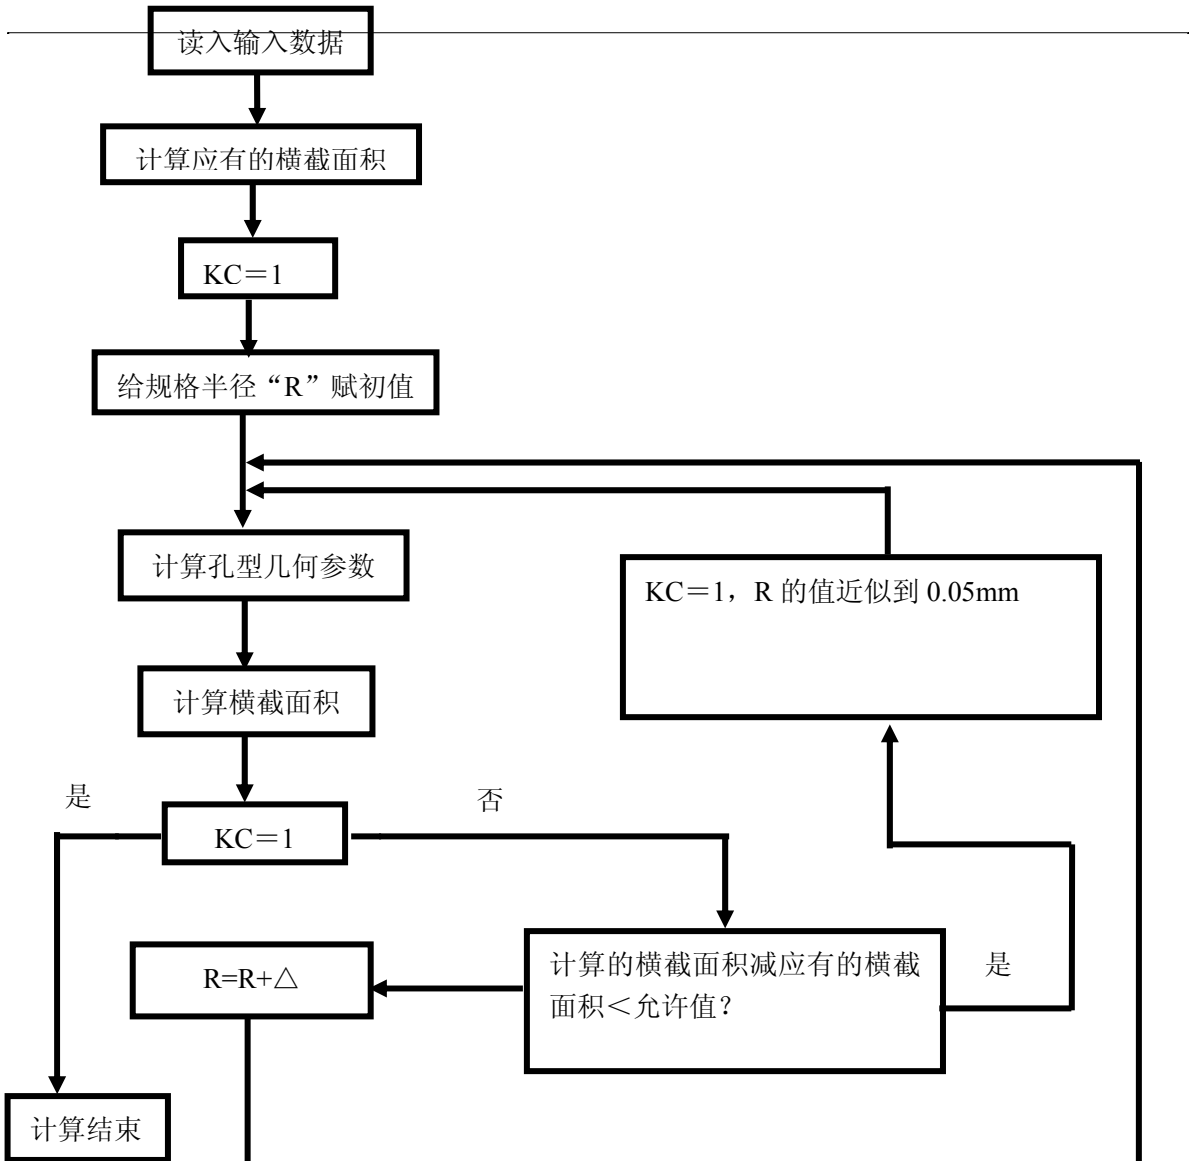 读入输入数据
计算应有的横截面积
KC＝1
给规格半径“R”赋初值
计算孔型几何参数
KC＝1，R 的值近似到 0.05mm
计算横截面积
是
否
KC＝1
计算的横截面积减应有的横截
面积＜允许值？
是
R=R+△
计算结束